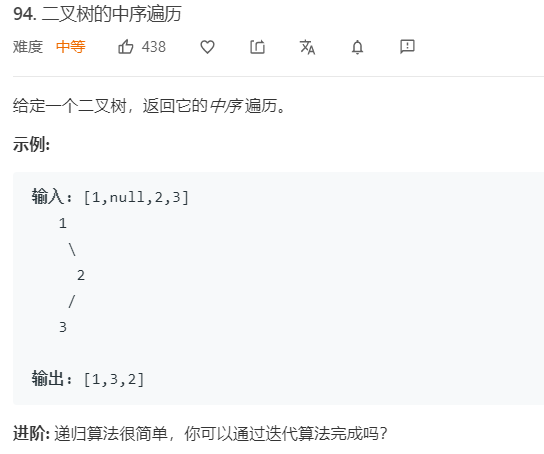 94. 二叉树的中序遍历
难度 中等 438
给定一个二叉树，返回它的中序 遍历。
示例:
输入: [1,null,2,3]
1
\
2
/
3
输出: [1,3,2]
进阶: 递归算法很简单，你可以通过迭代算法完成吗？